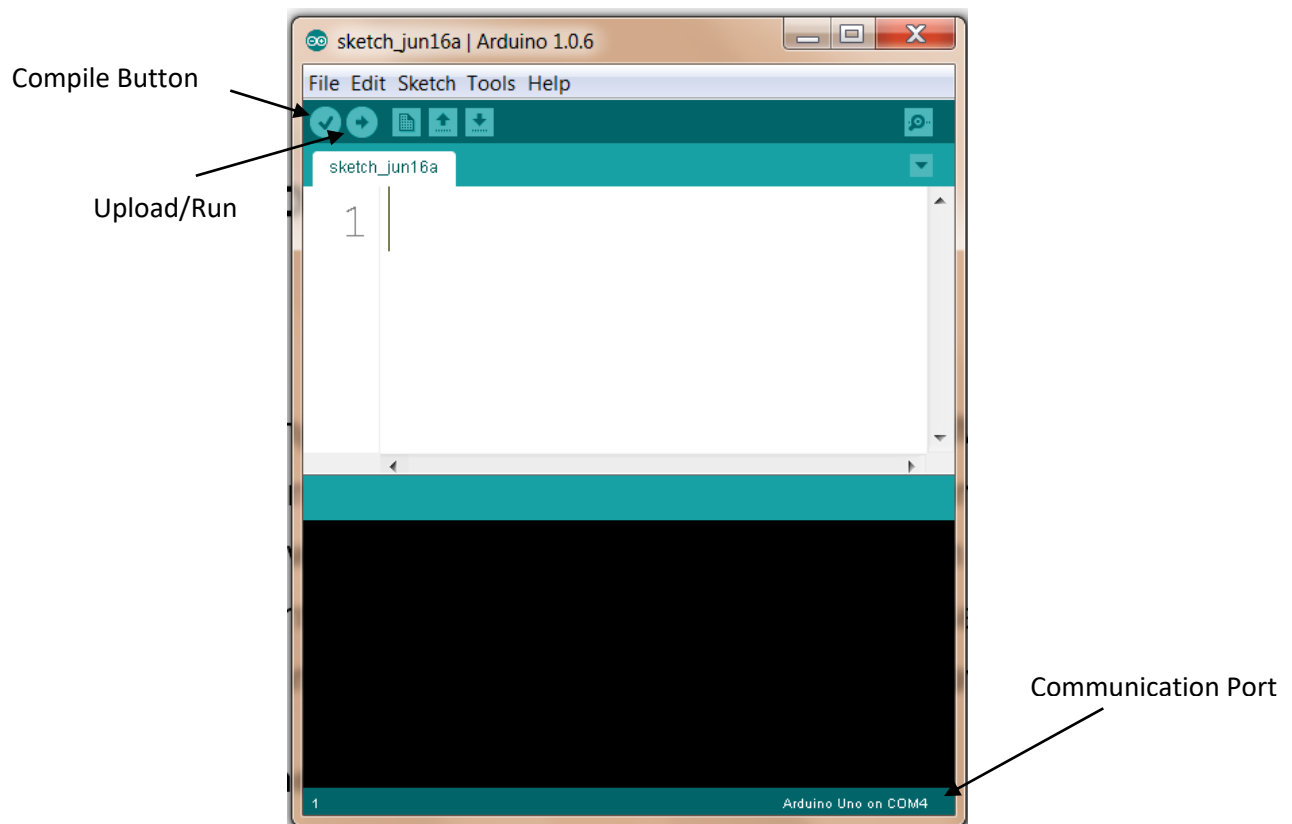 sketch_jun16a | Arduino 1.0.6
Compile Button
File Edit Sketch Tools Help
sketch_jun16a
Upload/Run
1
Communication Port
1
Arduino Uno on COM4